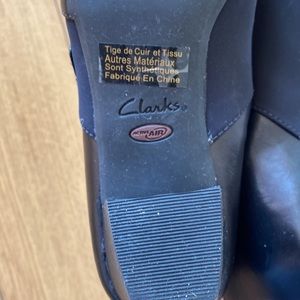 Tige de Cuir et Tissu
Autres Matériaux
Sont Synthétiques
Fabriqué En Chine
Clarks
ACTIVE AIR